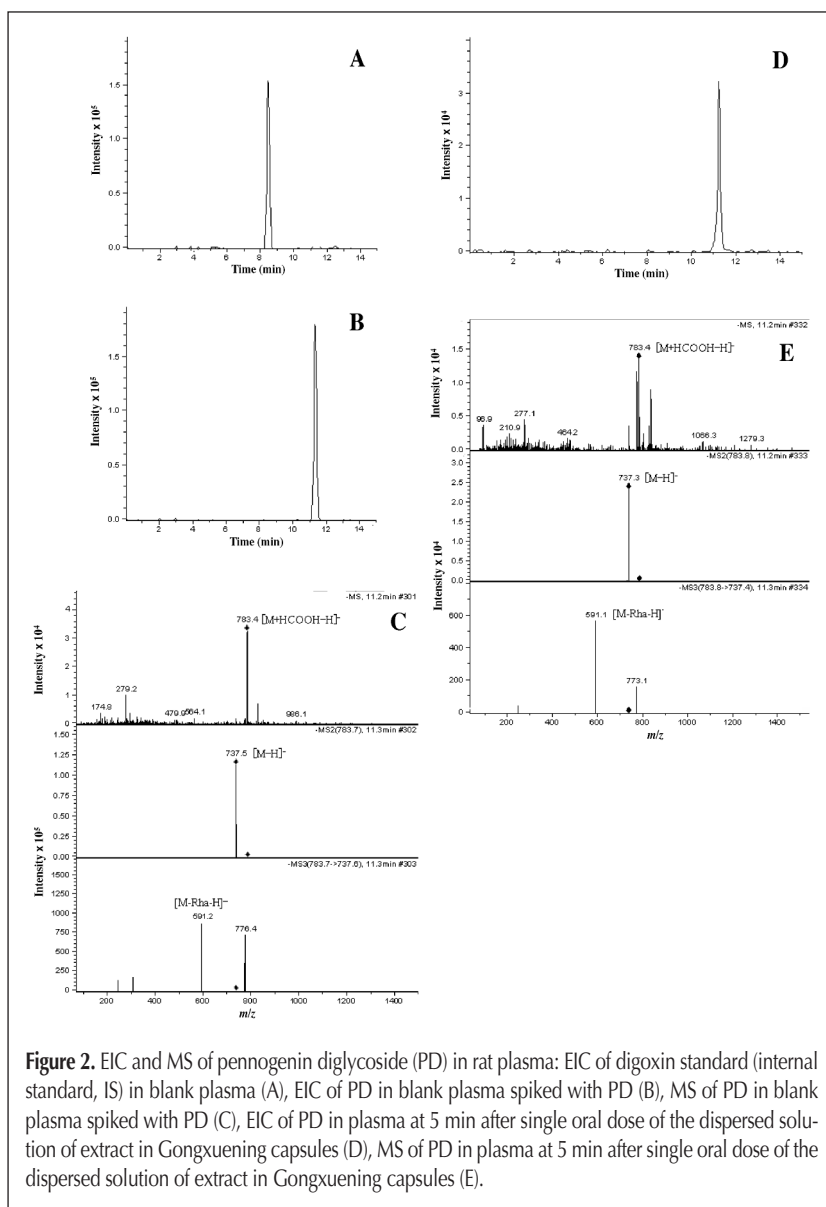 A
Intensity x 10⁵
1.5
1.0
0.5
0.0
2 4 6 8 10 12 14
Time (min)
B
Intensity x 10⁵
1.5
1.0
0.5
0.0
2 4 6 8 10 12 14
Time (min)
C
-MS, 11.2min #301
783.4 [M+HCOOH-H]⁻
279.2
174.8
479.9
564.1
986.1
4
3
2
1
0
Intensity x 10⁴
-MS2(783.7), 11.3min #302
737.5 [M-H]⁻
1.50
1.25
1.00
0.75
0.50
0.25
0.00
Intensity x 10⁵
-MS3(783.7->737.6), 11.3min #303
[M-Rha-H]⁻
591.2
776.4
1500
1250
1000
750
500
250
0
200 400 600 800 1000 1200 1400
m/z
D
Intensity x 10⁴
3
2
1
0
2 4 6 8 10 12 14
Time (min)
E
-MS, 11.2min #332
783.4 [M+HCOOH-H]⁻
96.9
210.9
277.1
464.2
1066.3
1279.3
1.5
1.0
0.5
0.0
-MS2(783.8), 11.2min #333
737.3 [M-H]⁻
3.0
2.5
2.0
1.5
1.0
0.5
0.0
Intensity x 10⁴
-MS3(783.8->737.4), 11.3min #334
591.1 [M-Rha-H]⁻
773.1
600
400
200
0
200 400 600 800 1000 1200 1400
m/z
Figure 2. EIC and MS of pennogenin diglycoside (PD) in rat plasma: EIC of digoxin standard (internal
standard, IS) in blank plasma (A), EIC of PD in blank plasma spiked with PD (B), MS of PD in blank
plasma spiked with PD (C), EIC of PD in plasma at 5 min after single oral dose of the dispersed solu-
tion of extract in Gongxuening capsules (D), MS of PD in plasma at 5 min after single oral dose of the
dispersed solution of extract in Gongxuening capsules (E).